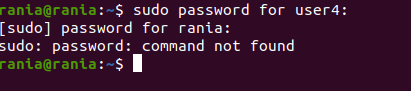 rania@rania:~$ sudo password for user4:
[sudo] password for rania:
sudo: password: command not found
rania@rania:~$